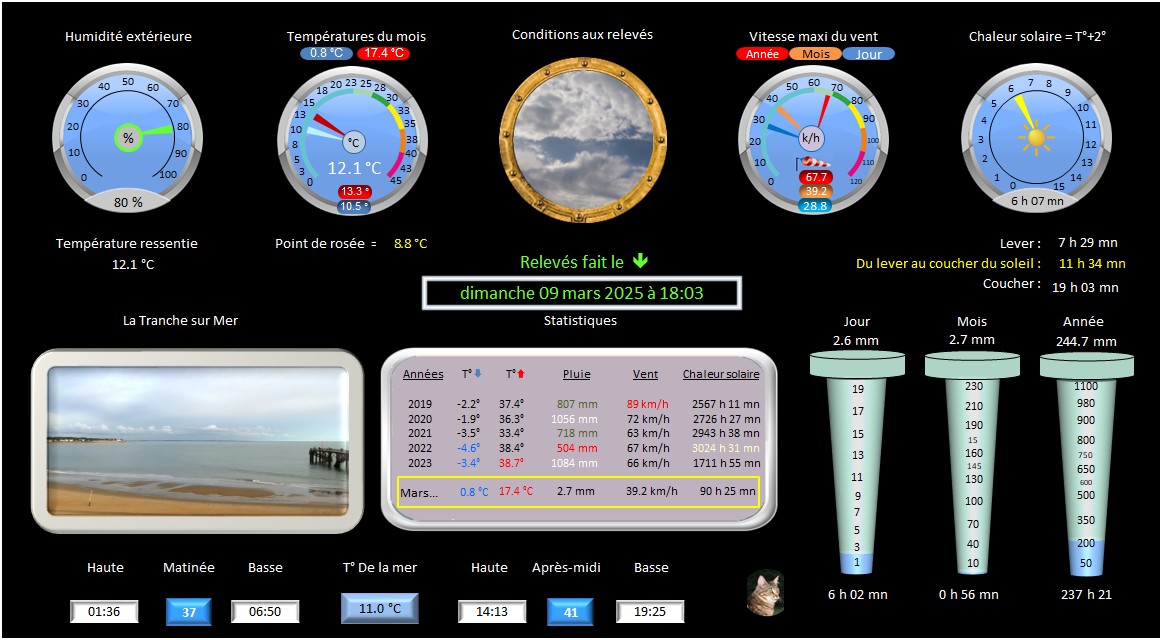 Humidité extérieure
0 10 20 30 40 50 60 70 80 90 100
%
80 %
Températures du mois
0.8 °C 17.4 °C
0 3 5 8 10 13 15 18 20 23 25 28 30 33 35 38 40 43 45
°C
12.1 °C
13.3 °
10.5 °
Conditions aux relevés
Vitesse maxi du vent
Année Mois Jour
0 10 20 30 40 50 60 70 80 90 100 110 120
k/h
67.7
39.2
28.8
Chaleur solaire = T°+2°
0 1 2 3 4 5 6 7 8 9 10 11 12 13 14 15
6 h 07 mn
Température ressentie
12.1 °C
Point de rosée = 8.8 °C
Relevés fait le
dimanche 09 mars 2025 à 18:03
Lever : 7 h 29 mn
Du lever au coucher du soleil : 11 h 34 mn
Coucher : 19 h 03 mn
La Tranche sur Mer
Statistiques
Années T° T° Pluie Vent Chaleur solaire
2019 -2.2° 37.4° 807 mm 89 km/h 2567 h 11 mn
2020 -1.9° 36.3° 1056 mm 72 km/h 2726 h 27 mn
2021 -3.5° 33.4° 718 mm 63 km/h 2943 h 38 mn
2022 -4.6° 38.4° 504 mm 67 km/h 3024 h 31 mn
2023 -3.4° 38.7° 1084 mm 66 km/h 1711 h 55 mn
Mars... 0.8 °C 17.4 °C 2.7 mm 39.2 km/h 90 h 25 mn
Jour
2.6 mm
19
17
15
13
11
9
7
5
3
1
6 h 02 mn
Mois
2.7 mm
230
210
190
15
160
145
130
100
70
40
10
0 h 56 mn
Année
244.7 mm
1100
980
900
800
750
650
600
500
350
200
50
237 h 21
Haute Matinée Basse
01:36 37 06:50
T° De la mer
11.0 °C
Haute Après-midi Basse
14:13 41 19:25